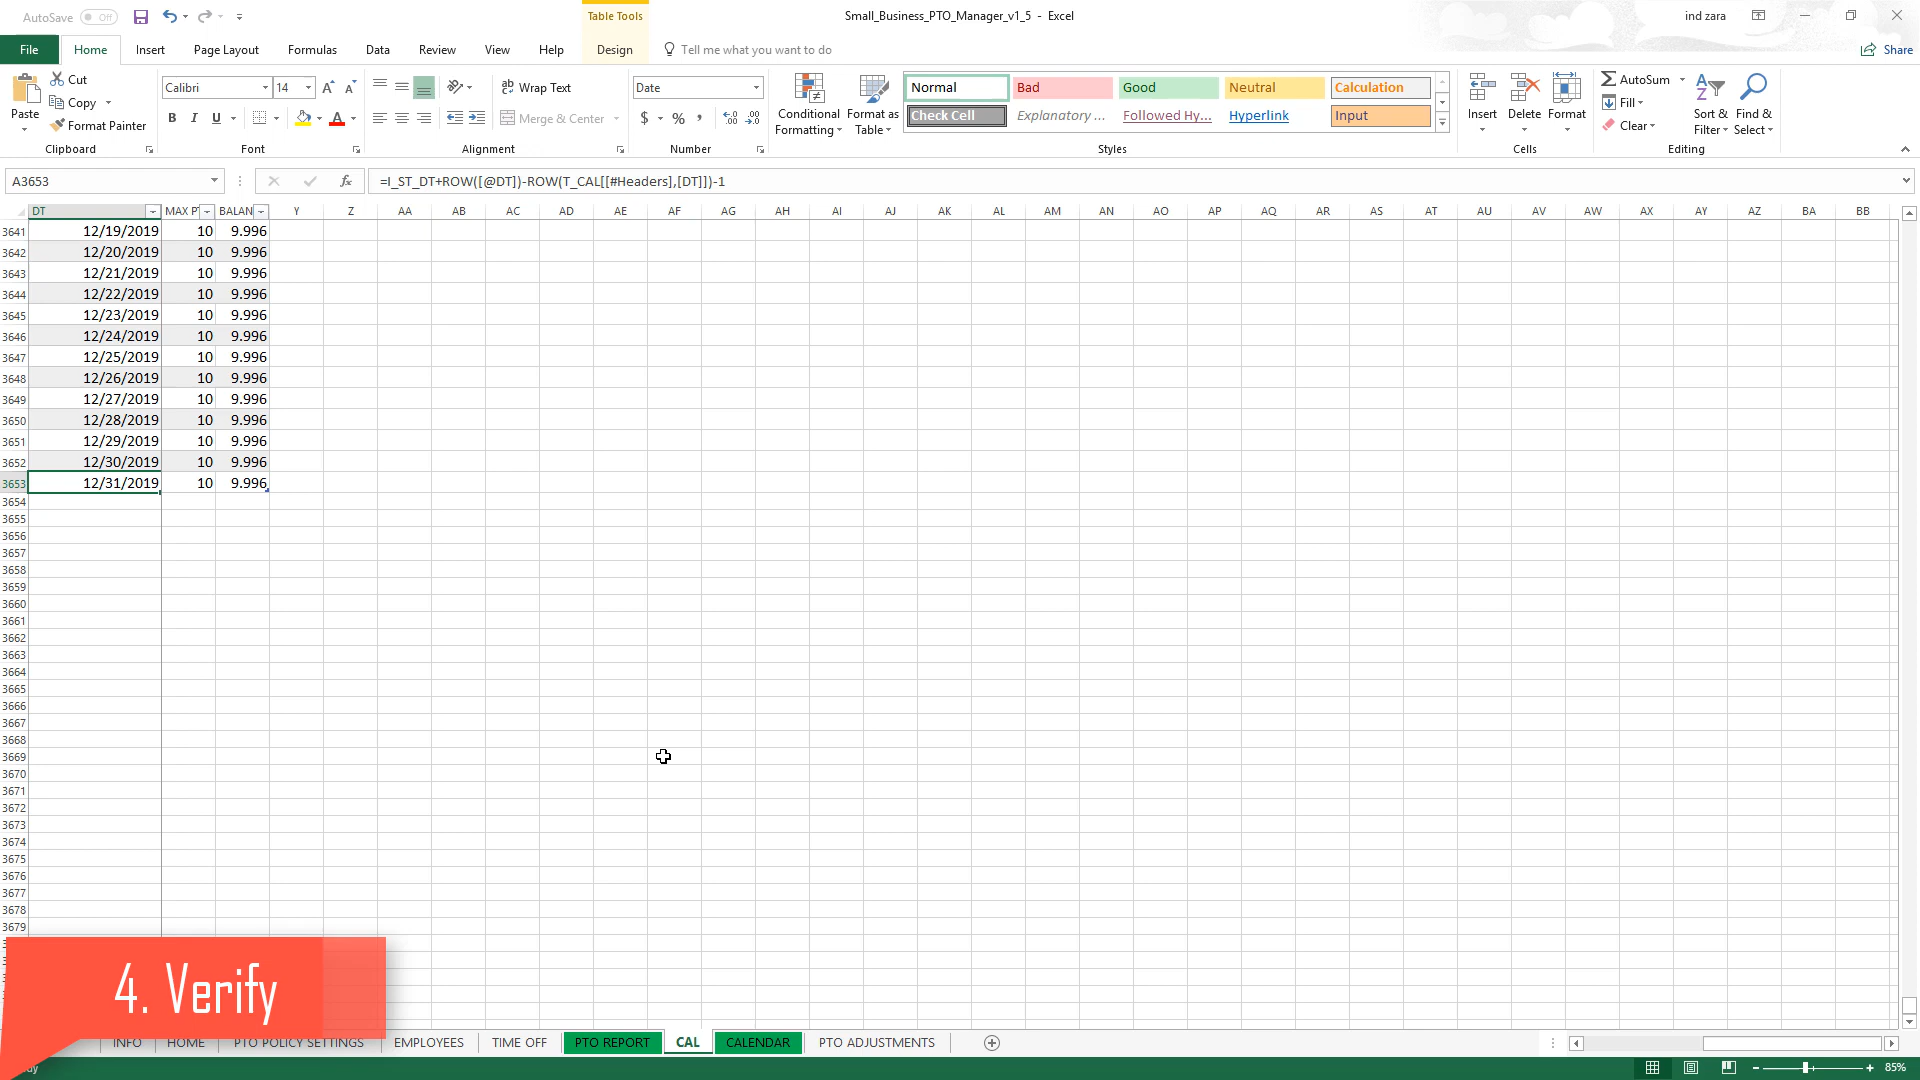 AutoSave Off
Table Tools
Small_Business_PTO_Manager_v1_5 - Excel
ind zara
File Home Insert Page Layout Formulas Data Review View Help Design Tell me what you want to do Share
Paste
Cut
Copy
Format Painter
Calibri 14
B I U
Wrap Text
Merge & Center
Date
$ % ,
Conditional Formatting
Format as Table
Normal Bad Good Neutral Calculation
Check Cell Explanatory ... Followed Hy... Hyperlink Input
Insert Delete Format
AutoSum
Fill
Clear
Sort & Filter
Find & Select
Clipboard Font Alignment Number Styles Cells Editing
A3653 fx =I_ST_DT+ROW([@DT])-ROW(T_CAL[[#Headers],[DT]])-1
DT MAX PT BALAN Y Z AA AB AC AD AE AF AG AH AI AJ AK AL AM AN AO AP AQ AR AS AT AU AV AW AX AY AZ BA BB
3641 12/19/2019 10 9.996
3642 12/20/2019 10 9.996
3643 12/21/2019 10 9.996
3644 12/22/2019 10 9.996
3645 12/23/2019 10 9.996
3646 12/24/2019 10 9.996
3647 12/25/2019 10 9.996
3648 12/26/2019 10 9.996
3649 12/27/2019 10 9.996
3650 12/28/2019 10 9.996
3651 12/29/2019 10 9.996
3652 12/30/2019 10 9.996
3653 12/31/2019 10 9.996
3654
3655
3656
3657
3658
3659
3660
3661
3662
3663
3664
3665
3666
3667
3668
3669
3670
3671
3672
3673
3674
3675
3676
3677
3678
3679
4. Verify
INFO HOME PTO POLICY SETTINGS EMPLOYEES TIME OFF PTO REPORT CAL CALENDAR PTO ADJUSTMENTS
85%